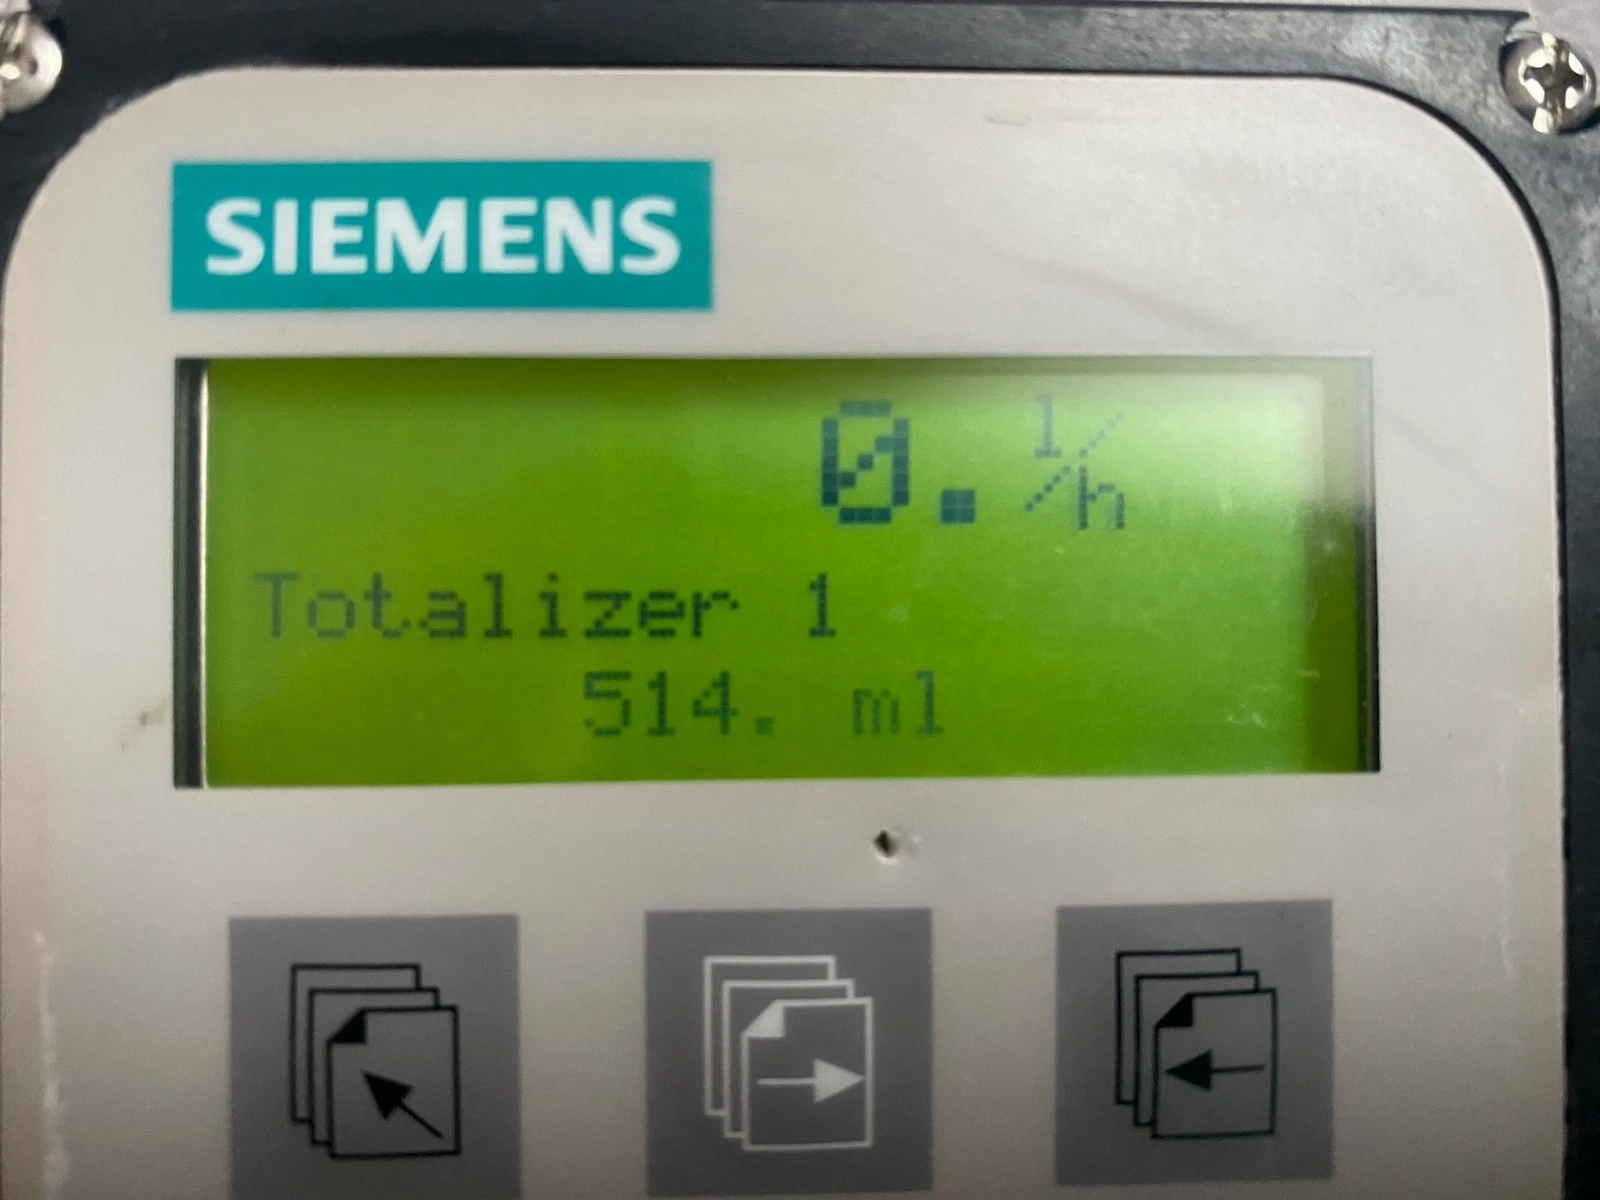 SIEMENS
0. l/h
Totalizer 1
514. ml